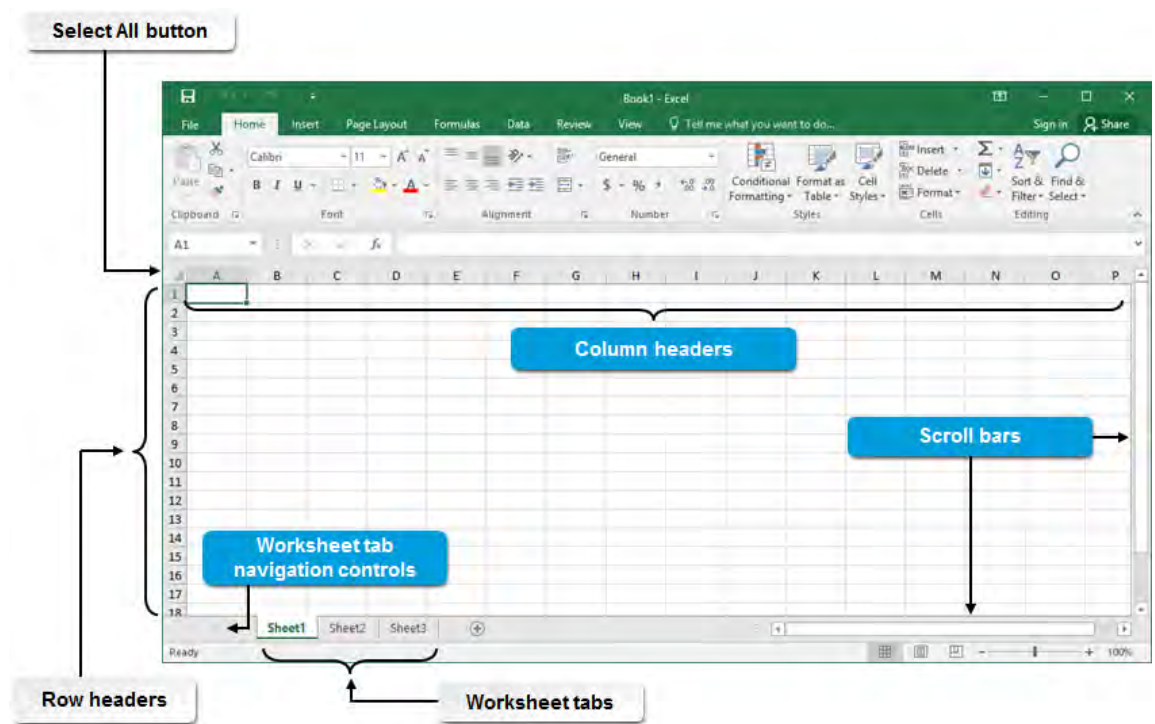 Select All button
Book1 - Excel
File Home Insert Page Layout Formulas Data Review View Tell me what you want to do... Sign in Share
Paste
Calibri 11 A A
General
Insert
B I U A
$ - % ,
Conditional Formatting
Format as Table
Cell Styles
Delete
Format
Sort & Filter
Find & Select
Clipboard Font Alignment Number Styles Cells Editing
A1 fx
A B C D E F G H I J K L M N O P
1
2
3
4
5
6
7
8
9
10
11
12
13
14
15
16
17
18
Column headers
Scroll bars
Worksheet tab
navigation controls
Sheet1 Sheet2 Sheet3
Ready 100%
Row headers
Worksheet tabs